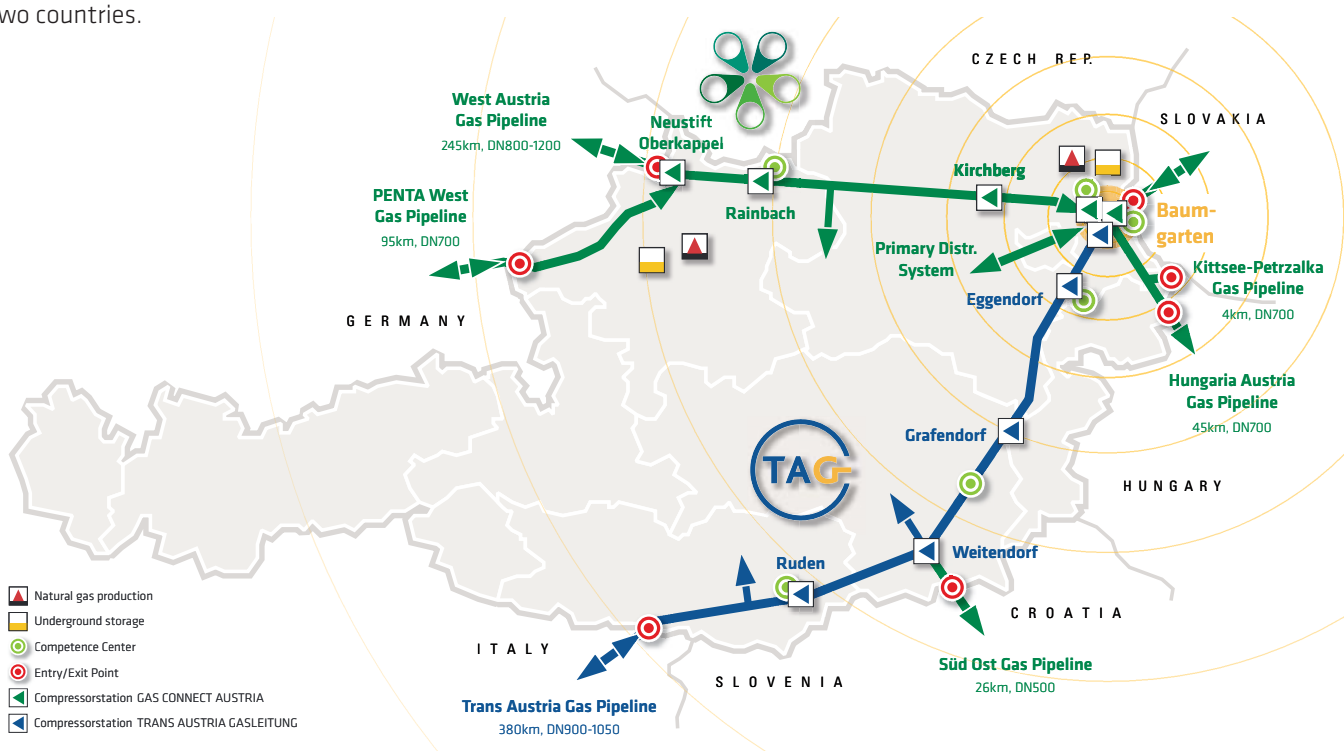 wo countries.
CZECH REP.
SLOVAKIA
West Austria
Gas Pipeline
245km, DN800-1200
Neustift
Oberkappel
Kirchberg
Rainbach
PENTA West
Gas Pipeline
95km, DN700
Baum-
garten
Primary Distr.
System
Eggendorf
Kittsee-Petrzalka
Gas Pipeline
4km, DN700
GERMANY
Hungaria Austria
Gas Pipeline
45km, DN700
Grafendorf
TAG
HUNGARY
Weitendorf
Ruden
CROATIA
ITALY
SLOVENIA
Süd Ost Gas Pipeline
26km, DN500
Trans Austria Gas Pipeline
380km, DN900-1050
Natural gas production
Underground storage
Competence Center
Entry/Exit Point
Compressorstation GAS CONNECT AUSTRIA
Compressorstation TRANS AUSTRIA GASLEITUNG